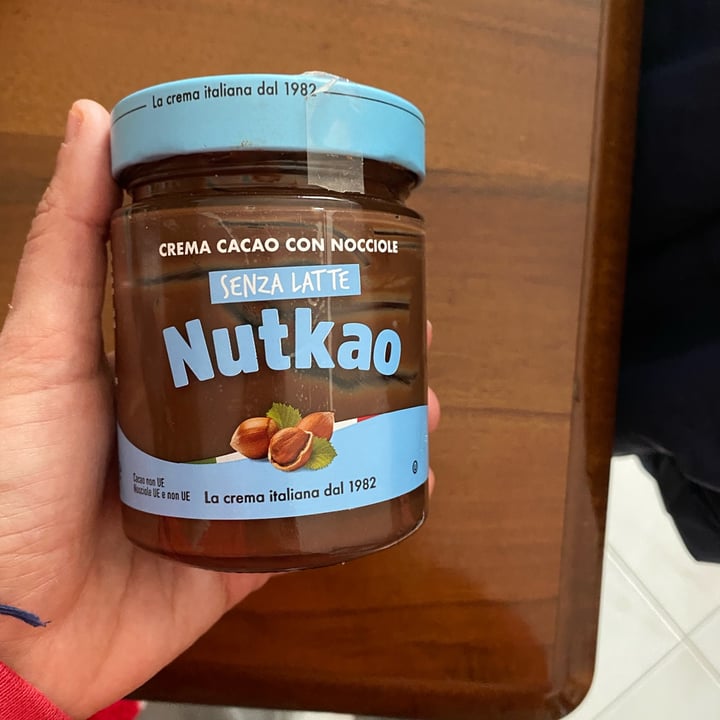 La crema italiana dal 1982
CREMA CACAO CON NOCCIOLE
SENZA LATTE
Nutkao
Cacao non UE
Nocciole UE e non UE
La crema italiana dal 1982